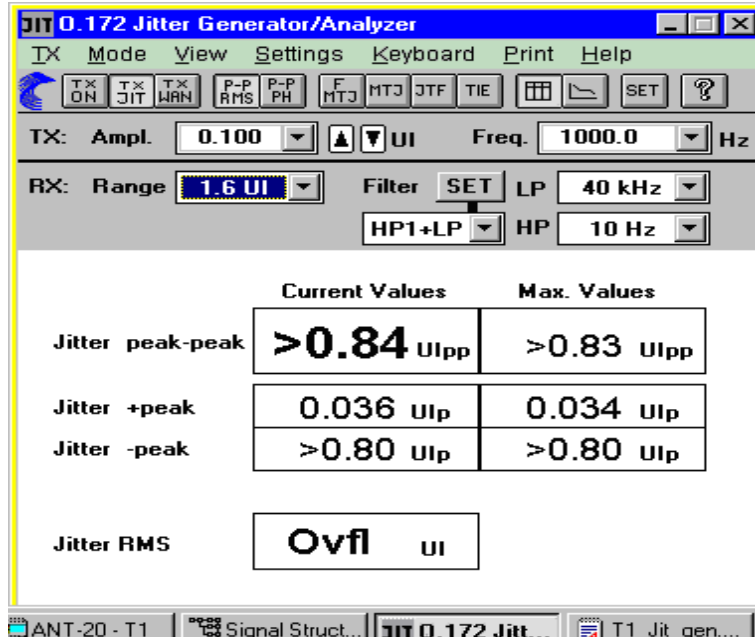 JIT O.172 Jitter Generator/Analyzer
TX Mode View Settings Keyboard Print Help
TX ON TX JIT TX WAN P-P RMS P-P PH F MTJ MTJ JTF TIE SET ?
TX: Ampl. 0.100 UI Freq. 1000.0 Hz
RX: Range 1.6 UI Filter SET LP 40 kHz
HP1+LP HP 10 Hz
Current Values Max. Values
Jitter peak-peak >0.84 UIpp >0.83 UIpp
Jitter +peak 0.036 UIp 0.034 UIp
Jitter -peak >0.80 UIp >0.80 UIp
Jitter RMS Ovfl UI
ANT-20 - T1 Signal Struct... JIT O.172 Jitt... T1_Jit_gen....